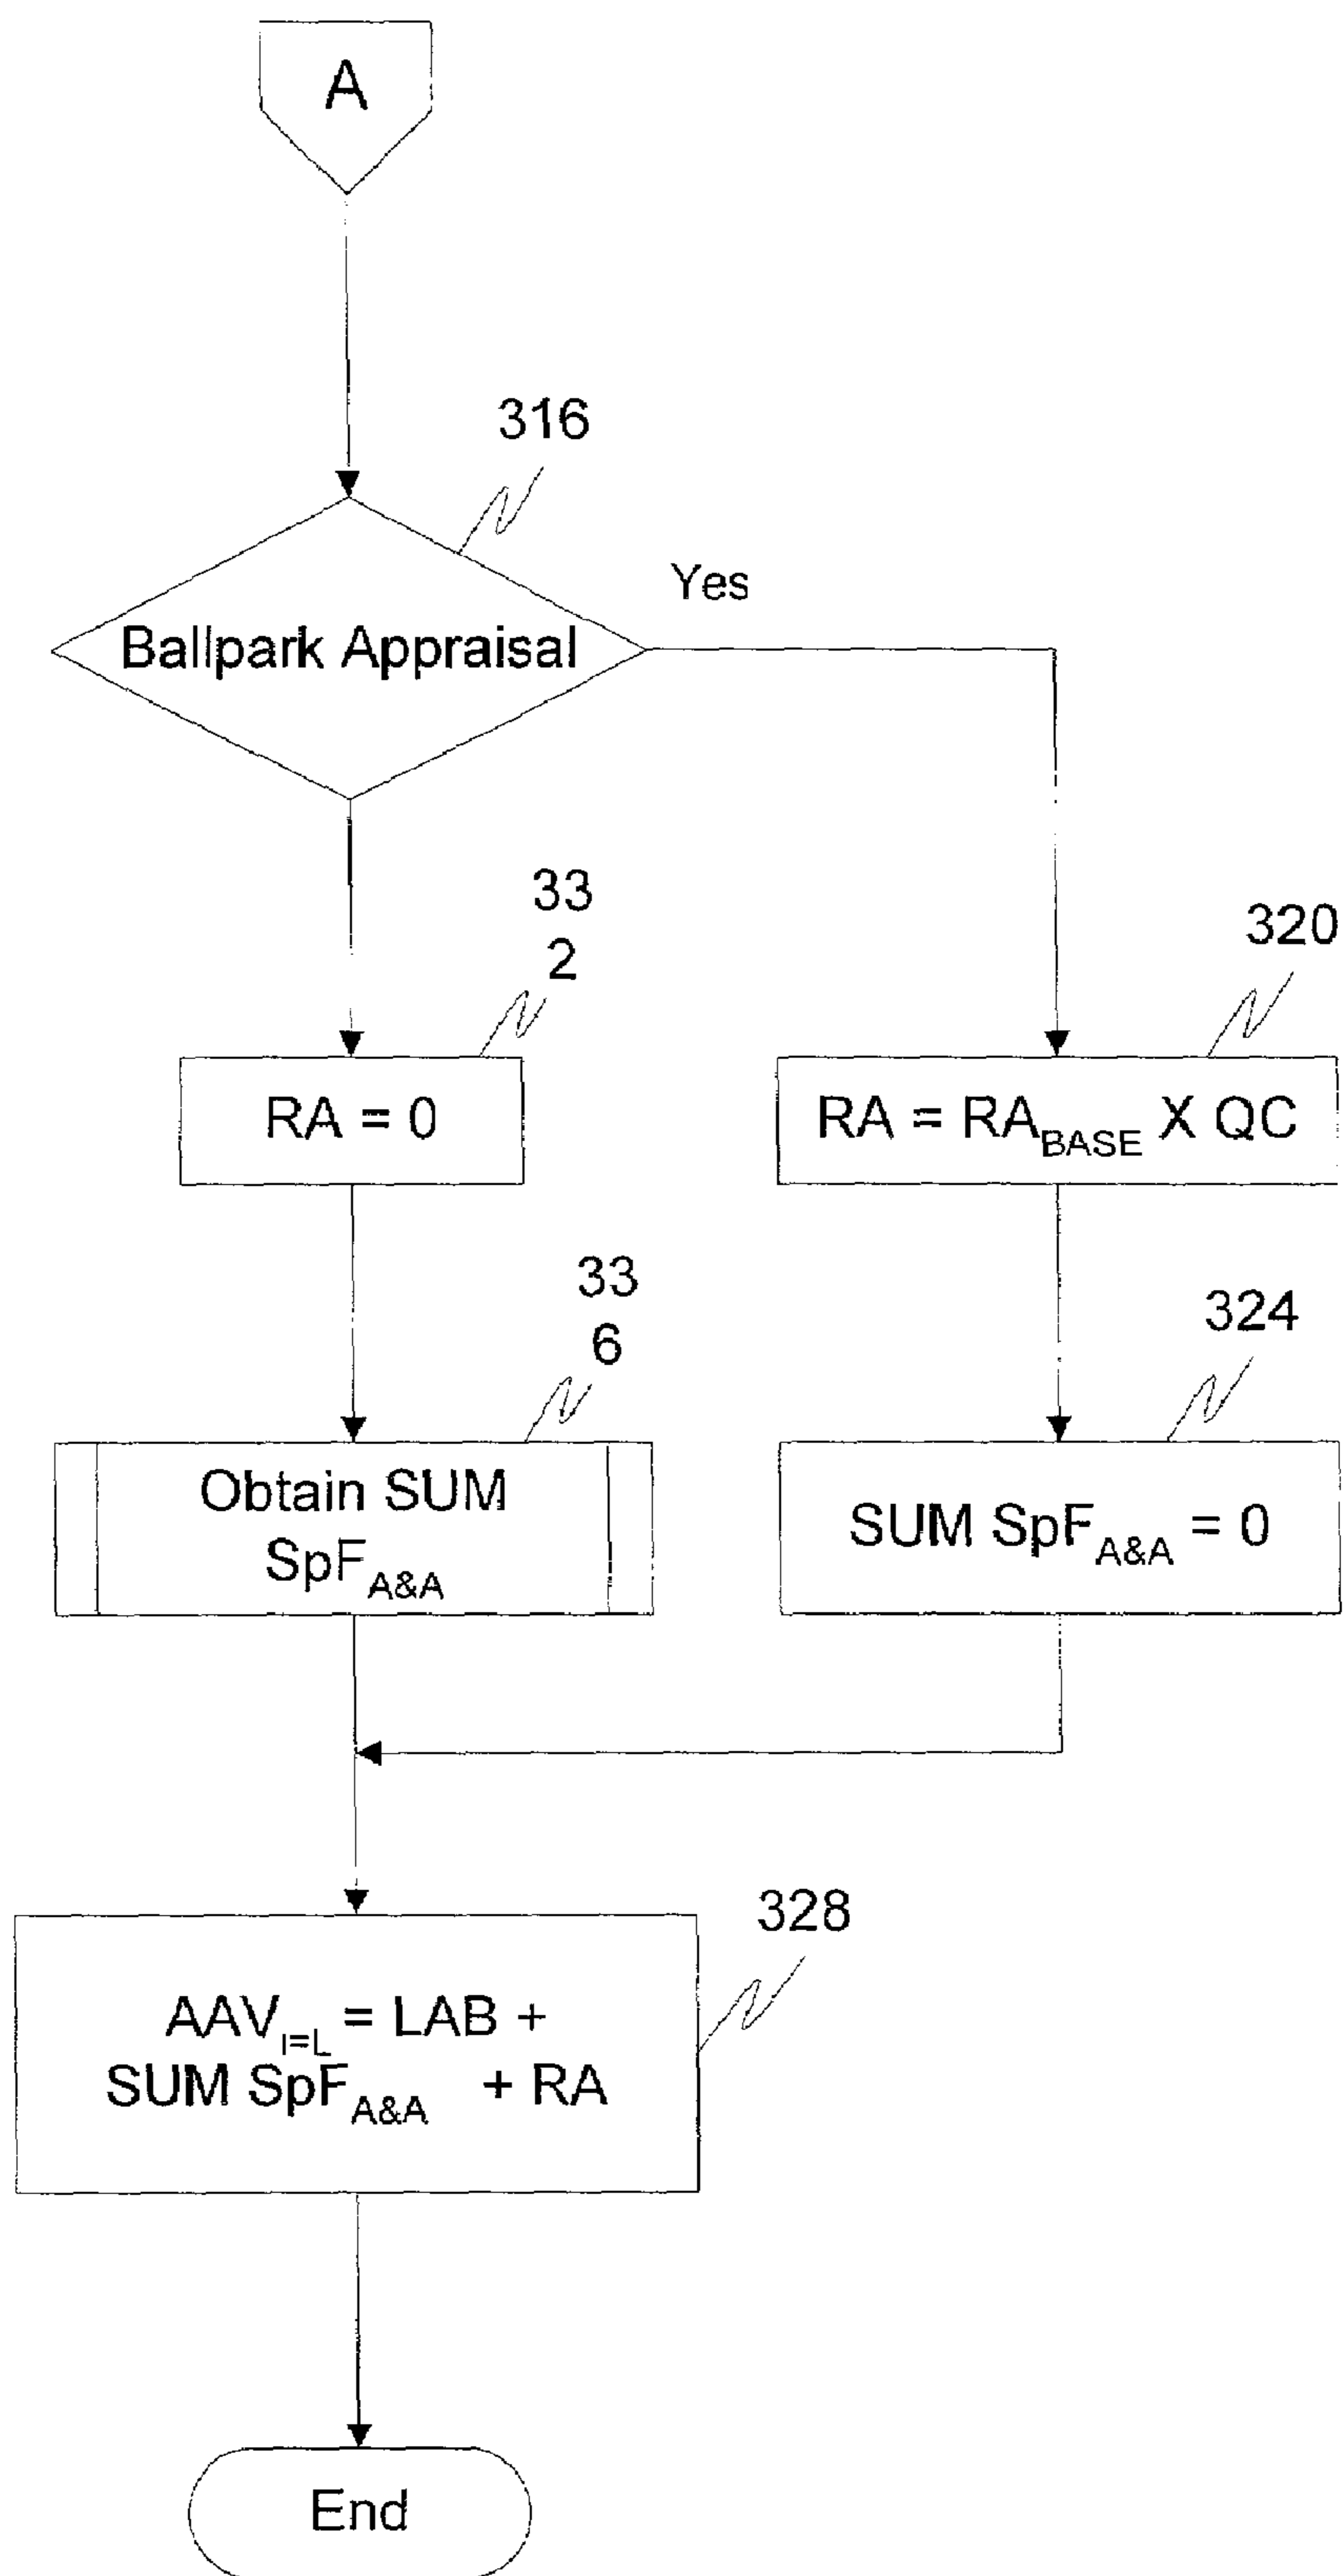 A
316
Ballpark Appraisal
Yes
33
2
320
RA = 0
RA = RA_BASE X QC
33
6
324
Obtain SUM
SpF_A&A
SUM SpF_A&A = 0
328
AAV_I=L = LAB +
SUM SpF_A&A + RA
End